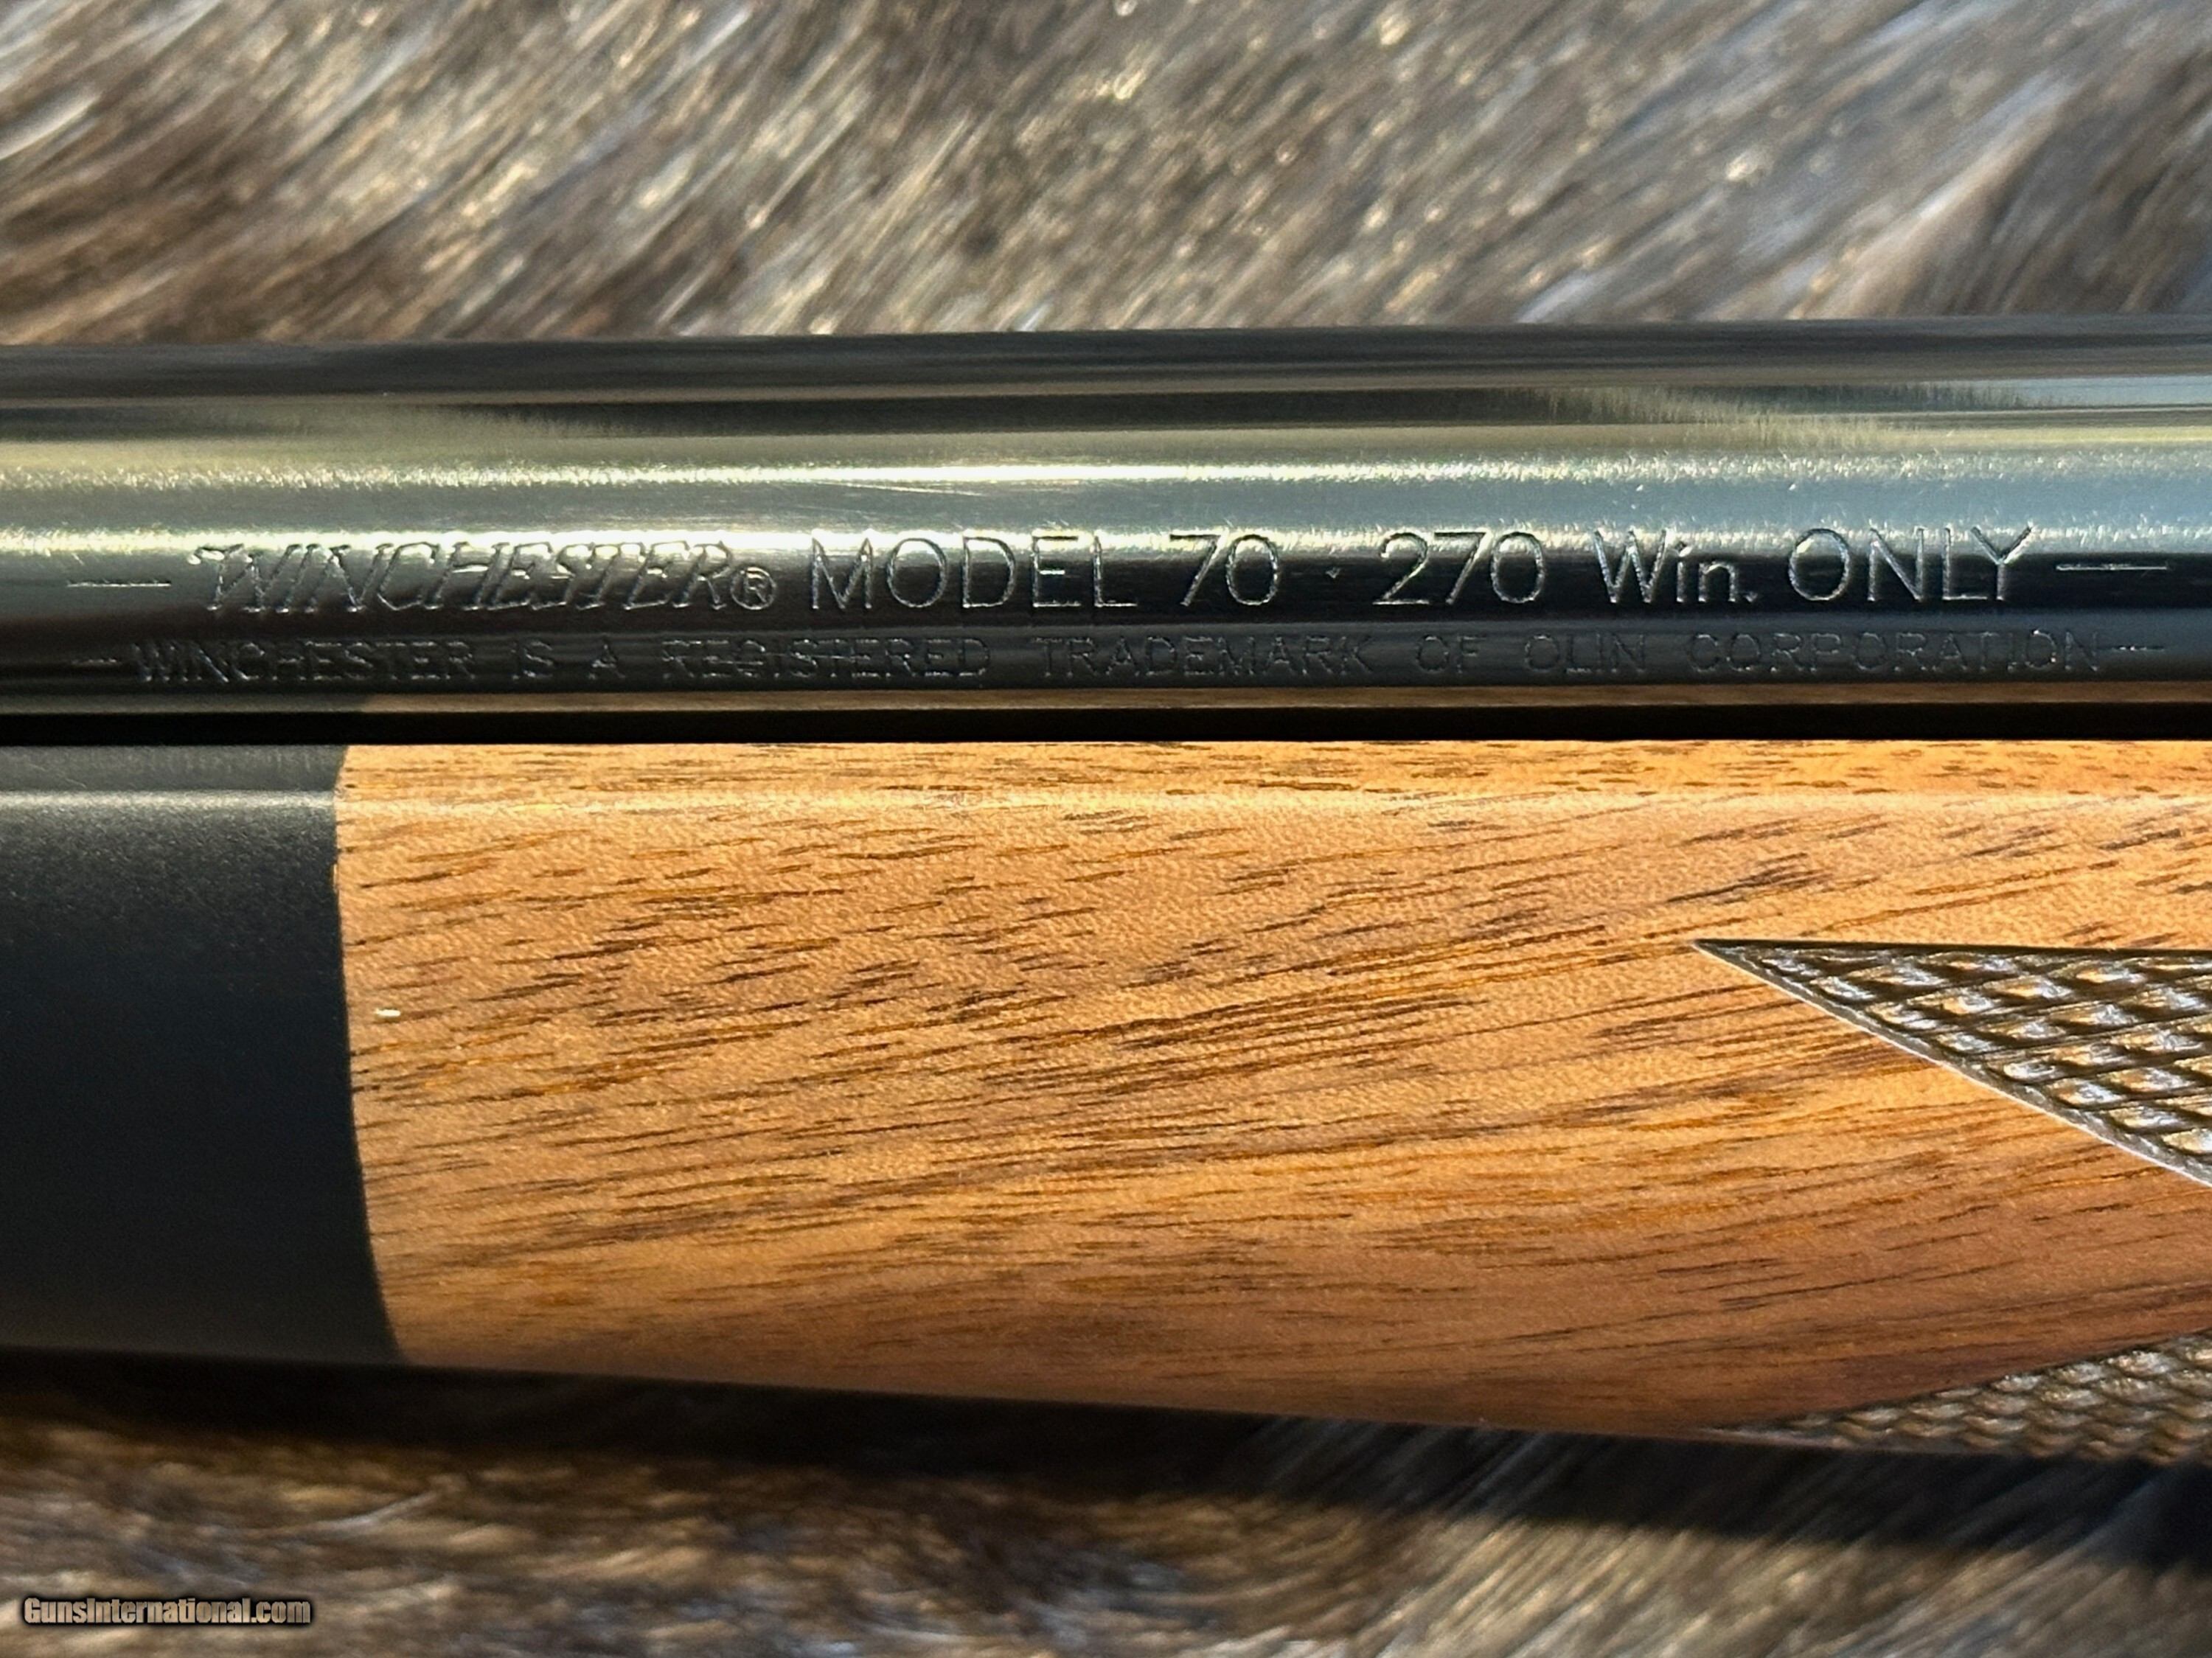 — WINCHESTER® MODEL 70 · 270 Win. ONLY —
— WINCHESTER IS A REGISTERED TRADEMARK OF OLIN CORPORATION —
GunsInternational.com